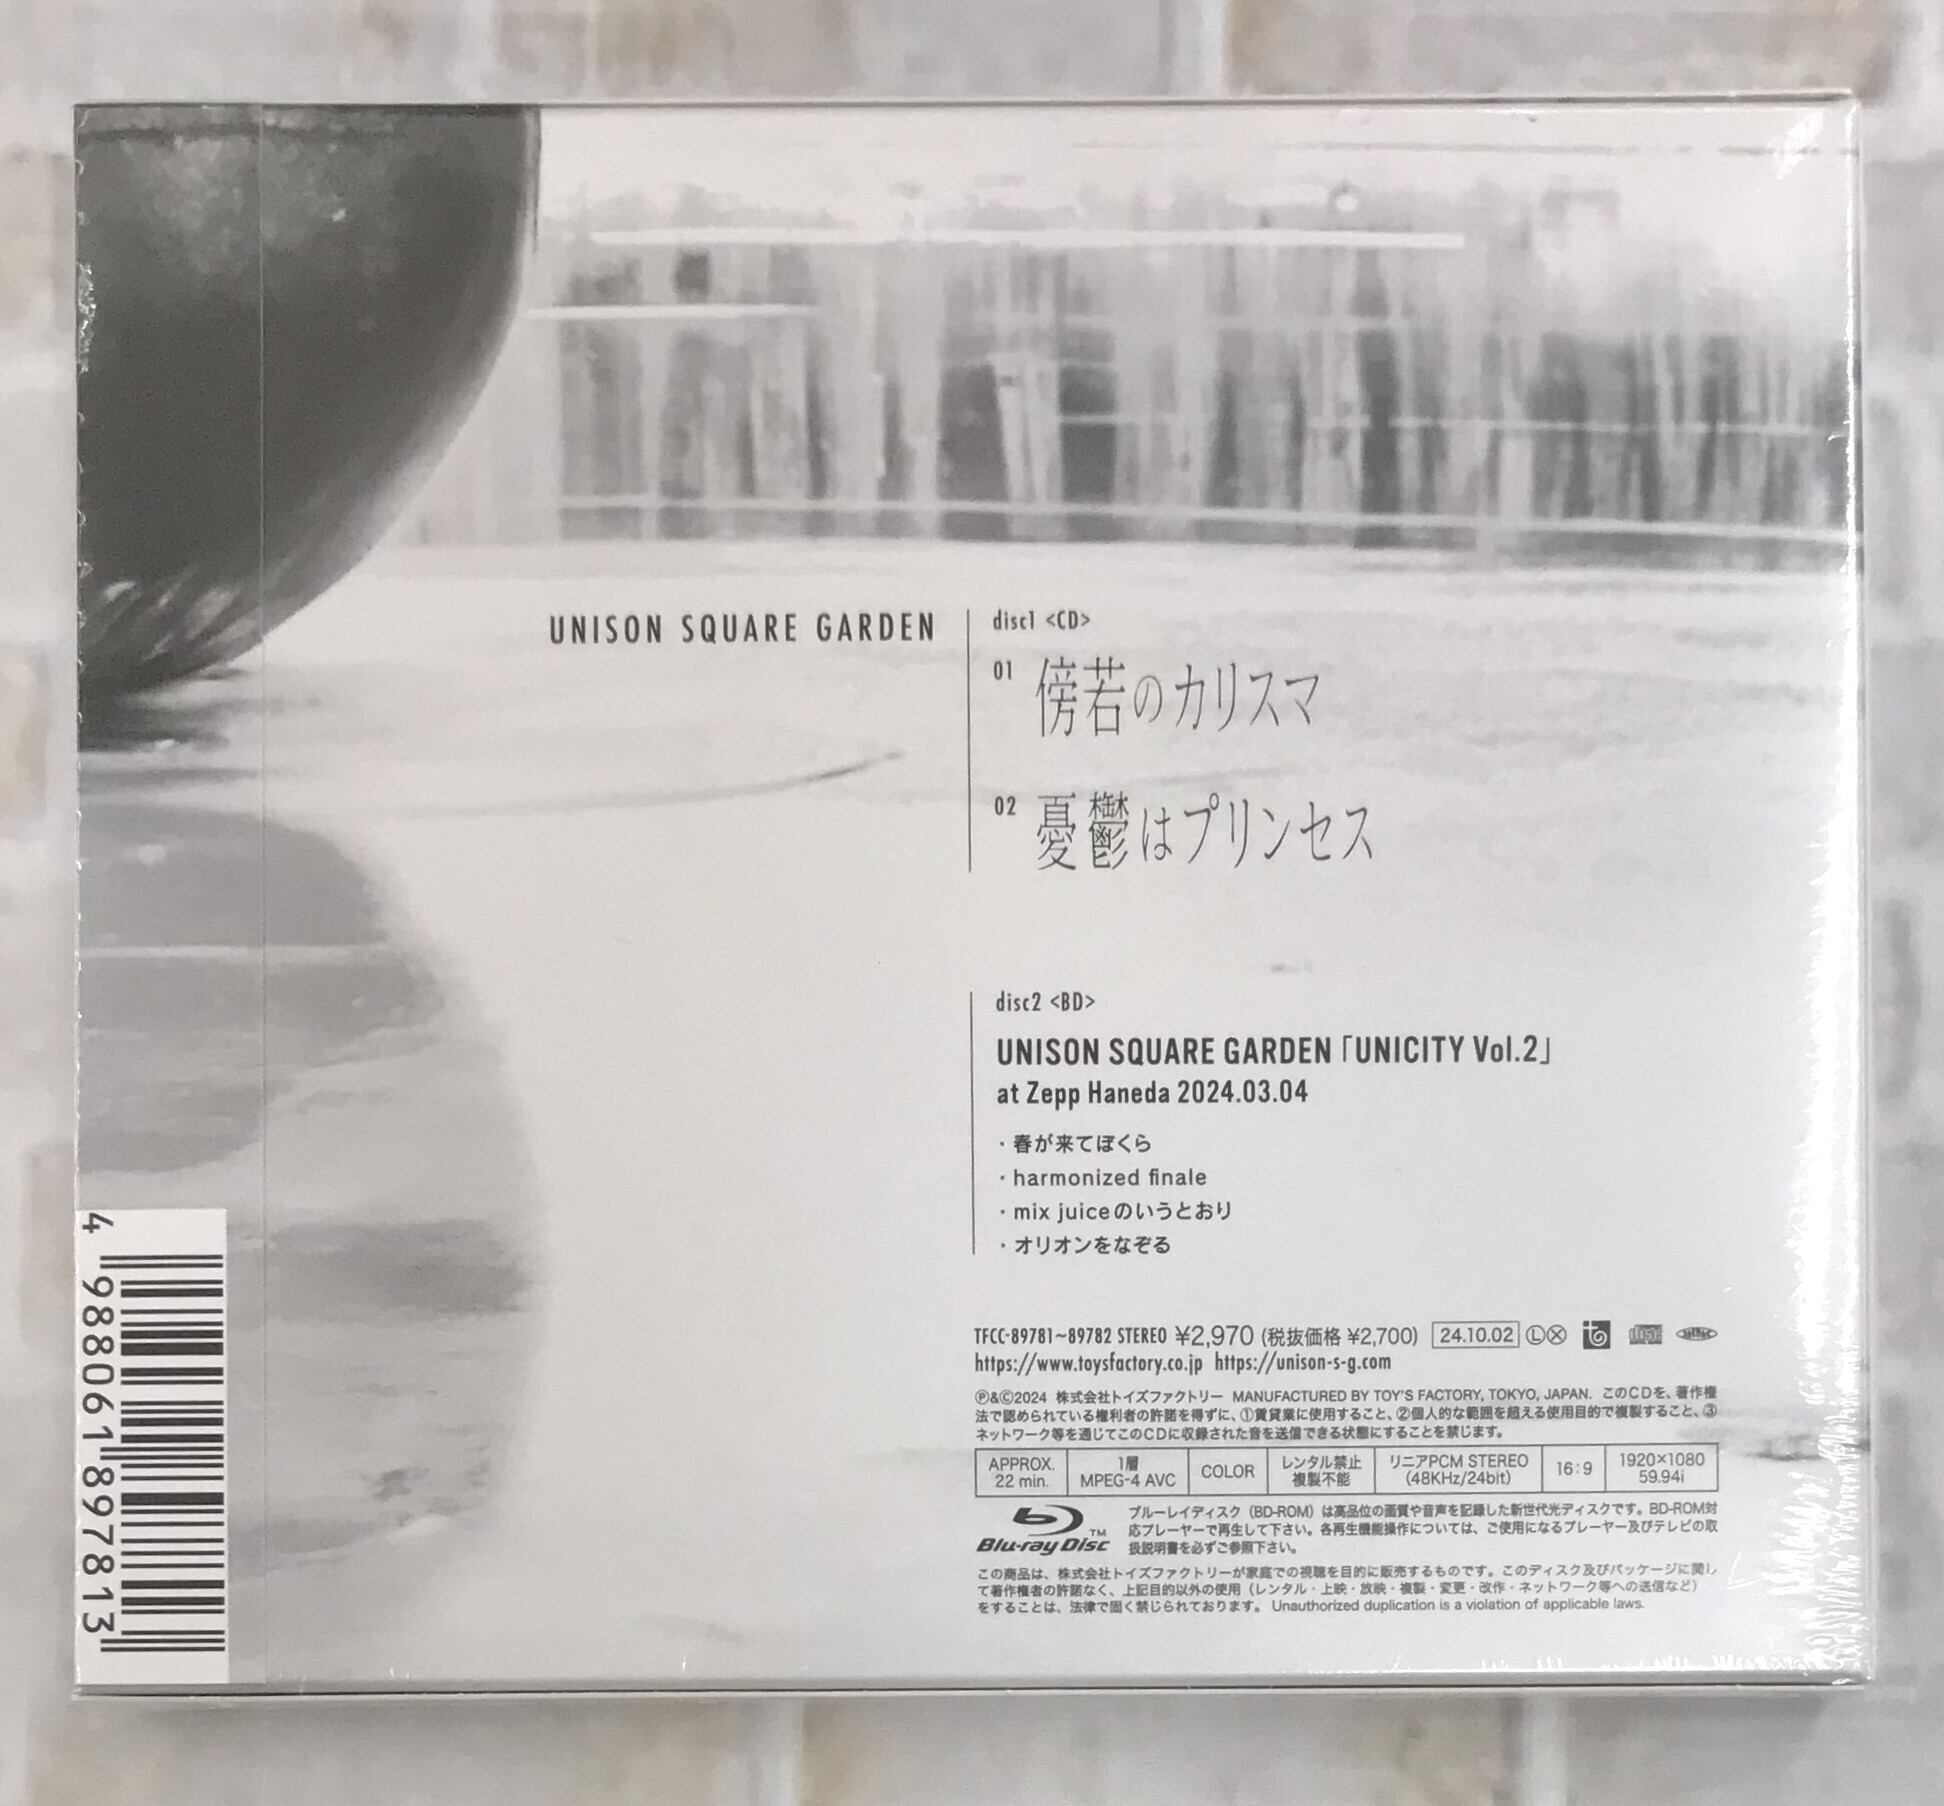 UNISON SQUARE GARDEN
disc1 <CD>
01 傍若のカリスマ
02 憂鬱はプリンセス
disc2 <BD>
UNISON SQUARE GARDEN「UNICITY Vol.2」
at Zepp Haneda 2024.03.04
・春が来てぼくら
・harmonized finale
・mix juiceのいうとおり
・オリオンをなぞる
TFCC-89781~89782 STEREO ¥2,970 (税抜価格 ¥2,700) 24.10.02 Ⓛ Ⓧ
https://www.toysfactory.co.jp https://unison-s-g.com
Ⓟ&©2024 株式会社トイズファクトリー MANUFACTURED BY TOY'S FACTORY, TOKYO, JAPAN. このCDを、著作権
法で認められている権利者の許諾を得ずに、①賃貸業に使用すること、②個人的な範囲を超える使用目的で複製すること、③
ネットワーク等を通じてこのCDに収録された音を送信できる状態にすることを禁じます。
APPROX. 22 min.
1層 MPEG-4 AVC
COLOR
レンタル禁止 複製不能
リニアPCM STEREO (48KHz/24bit)
16:9
1920×1080 59.94i
Blu-ray Disc™
ブルーレイディスク（BD-ROM）は高品位の画質や音声を記録した新世代光ディスクです。BD-ROM対
応プレーヤーで再生して下さい。各再生機能操作については、ご使用になるプレーヤー及びテレビの取
扱説明書を必ずご参照下さい。
この商品は、株式会社トイズファクトリーが家庭での視聴を目的に販売するものです。このディスク及びパッケージに関し
て著作権者の許諾なく、上記目的以外の使用（レンタル・上映・放映・複製・変更・改作・ネットワーク等への送信など）
をすることは、法律で固く禁じられております。 Unauthorized duplication is a violation of applicable laws.
4 988061 897813